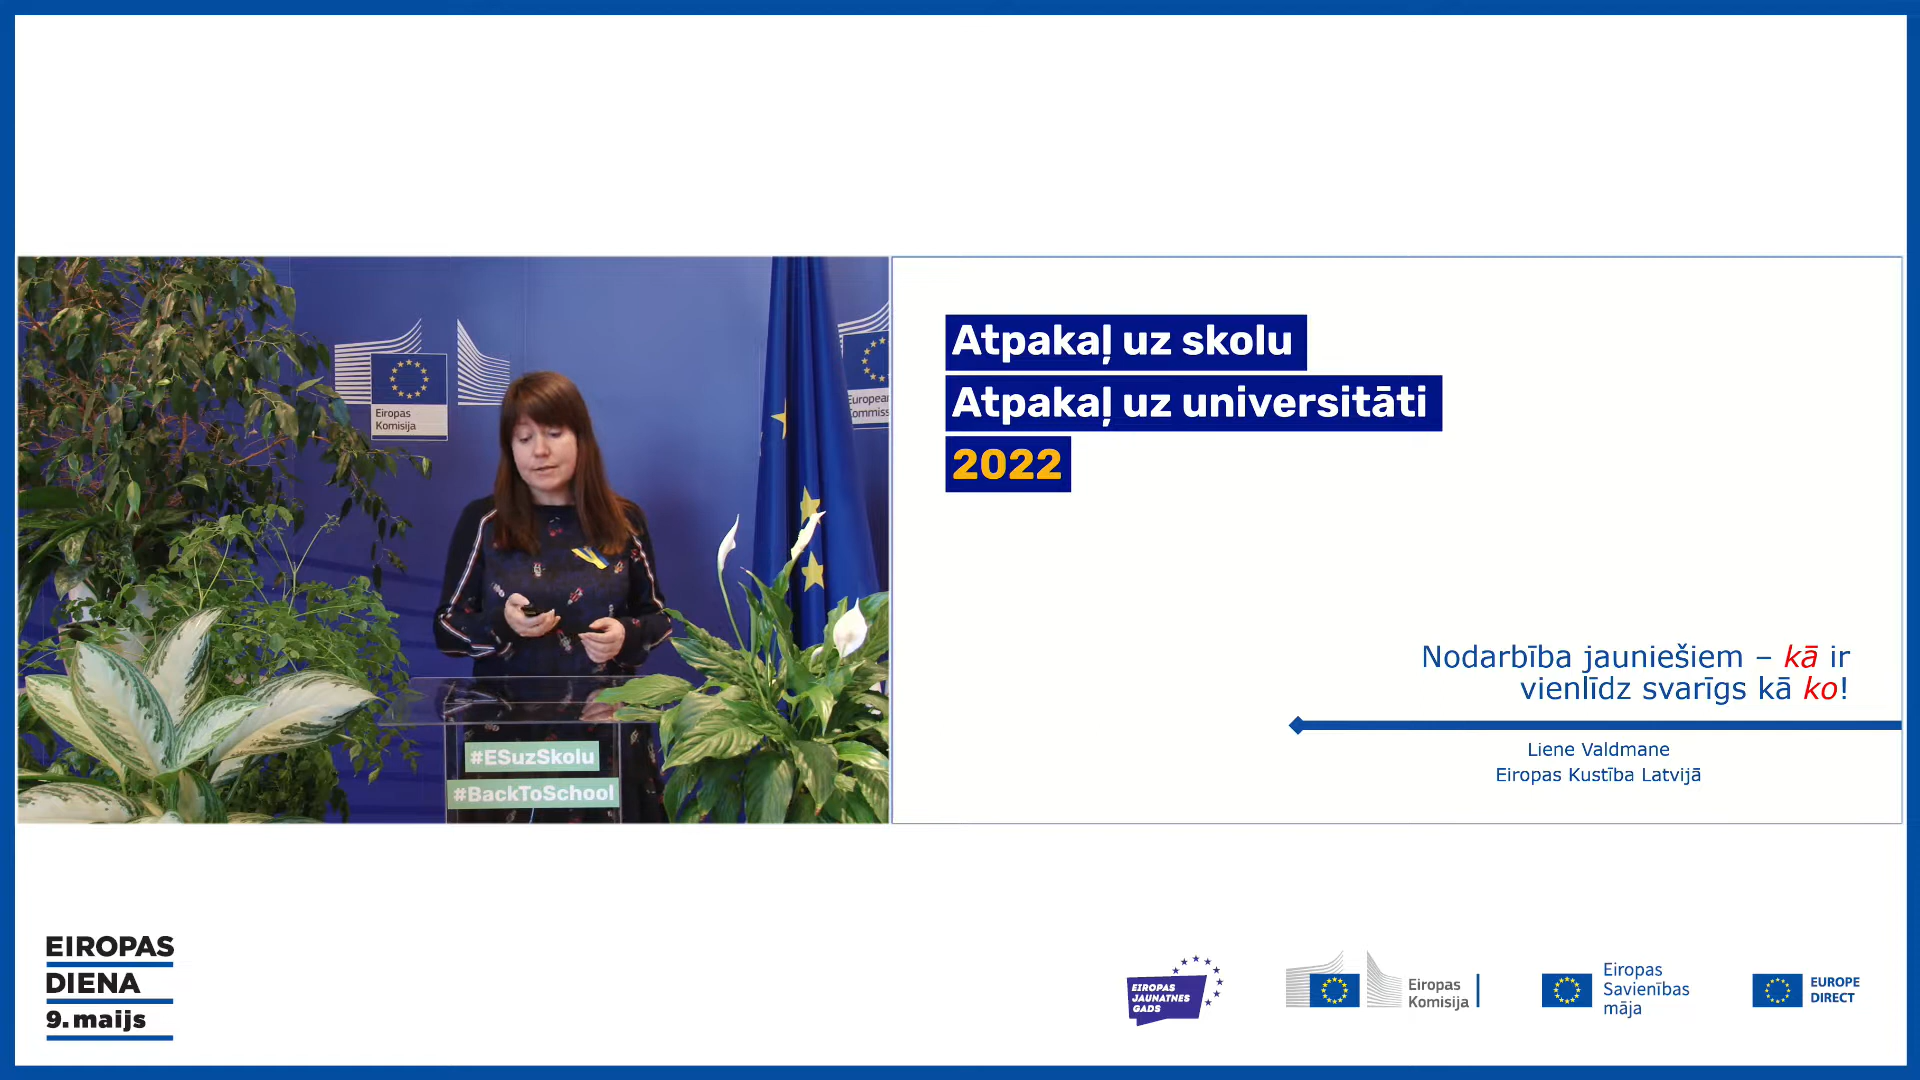 Eiropas
Komisija
European
#ESuzSkolu
#BackToSchool
Atpakaļ uz skolu
Atpakaļ uz universitāti
2022
Nodarbība jauniešiem – kā ir
vienlīdz svarīgs kā ko!
Liene Valdmane
Eiropas Kustība Latvijā
EIROPAS
DIENA
9. maijs
EIROPAS
JAUNATNES
GADS
Eiropas
Komisija
Eiropas
Savienības
māja
EUROPE
DIRECT